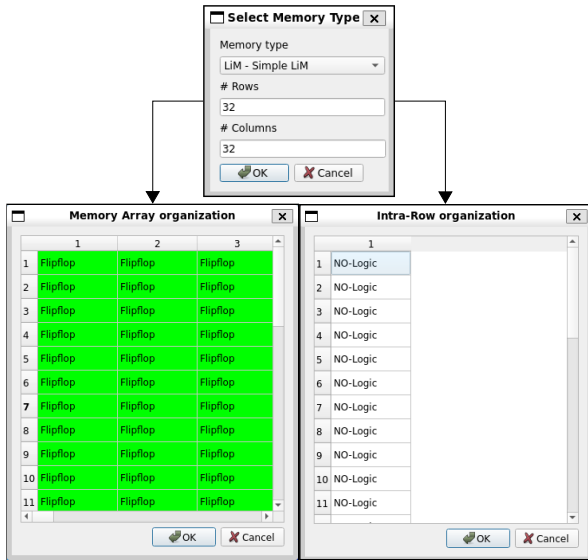 Select Memory Type
Memory type
LiM - Simple LiM
# Rows
32
# Columns
32
OK Cancel
Memory Array organization
1 2 3
1 Flipflop Flipflop Flipflop
2 Flipflop Flipflop Flipflop
3 Flipflop Flipflop Flipflop
4 Flipflop Flipflop Flipflop
5 Flipflop Flipflop Flipflop
6 Flipflop Flipflop Flipflop
7 Flipflop Flipflop Flipflop
8 Flipflop Flipflop Flipflop
9 Flipflop Flipflop Flipflop
10 Flipflop Flipflop Flipflop
11 Flipflop Flipflop Flipflop
OK Cancel
Intra-Row organization
1
1 NO-Logic
2 NO-Logic
3 NO-Logic
4 NO-Logic
5 NO-Logic
6 NO-Logic
7 NO-Logic
8 NO-Logic
9 NO-Logic
10 NO-Logic
11 NO-Logic
OK Cancel